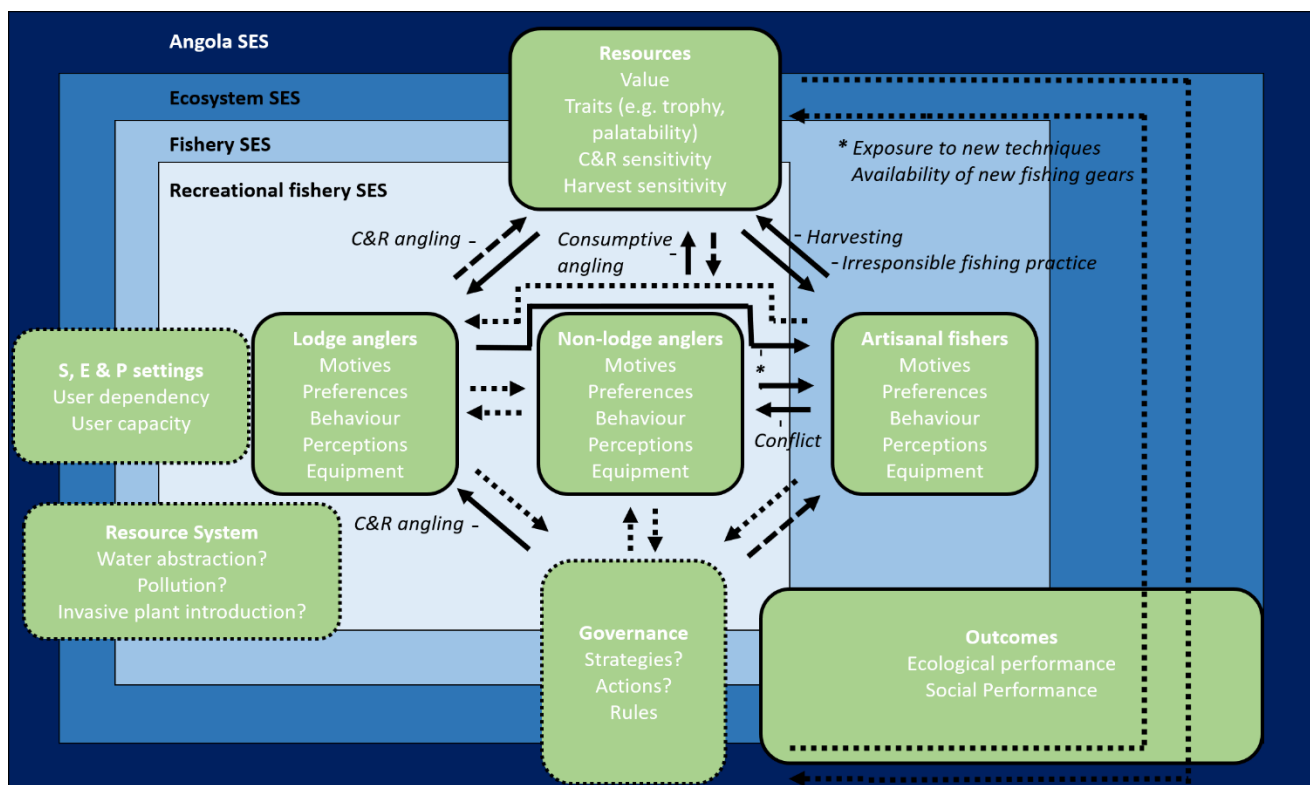 Angola SES
Ecosystem SES
Fishery SES
Recreational fishery SES
Resources
Value
Traits (e.g. trophy,
palatability)
C&R sensitivity
Harvest sensitivity
* Exposure to new techniques
Availability of new fishing gears
C&R angling -
Consumptive
angling -
- Harvesting
- Irresponsible fishing practice
S, E & P settings
User dependency
User capacity
Lodge anglers
Motives
Preferences
Behaviour
Perceptions
Equipment
Non-lodge anglers
Motives
Preferences
Behaviour
Perceptions
Equipment
-
*
-
Conflict
Artisanal fishers
Motives
Preferences
Behaviour
Perceptions
Equipment
Resource System
Water abstraction?
Pollution?
Invasive plant introduction?
C&R angling -
Governance
Strategies?
Actions?
Rules
Outcomes
Ecological performance
Social Performance